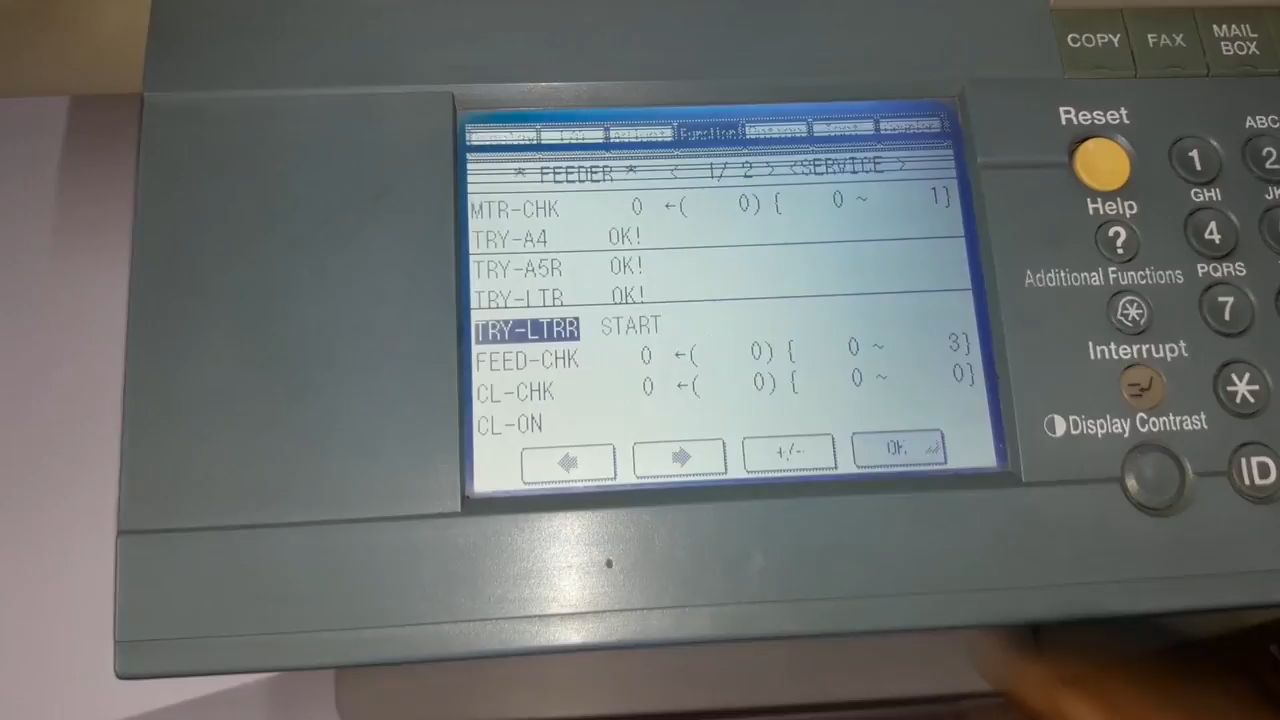 COPY FAX MAIL BOX
Function
* FEEDER * < 1/ 2 > <SERVICE >
MTR-CHK 0 ←( 0) { 0 ~ 1}
TRY-A4 OK!
TRY-A5R OK!
TRY-LTR OK!
TRY-LTRR START
FEED-CHK 0 ←( 0) { 0 ~ 3}
CL-CHK 0 ←( 0) { 0 ~ 0}
CL-ON
+/- OK
Reset
1
ABC
2
Help
?
GHI
4
JK
Additional Functions
PQRS
7
Interrupt
Display Contrast
ID